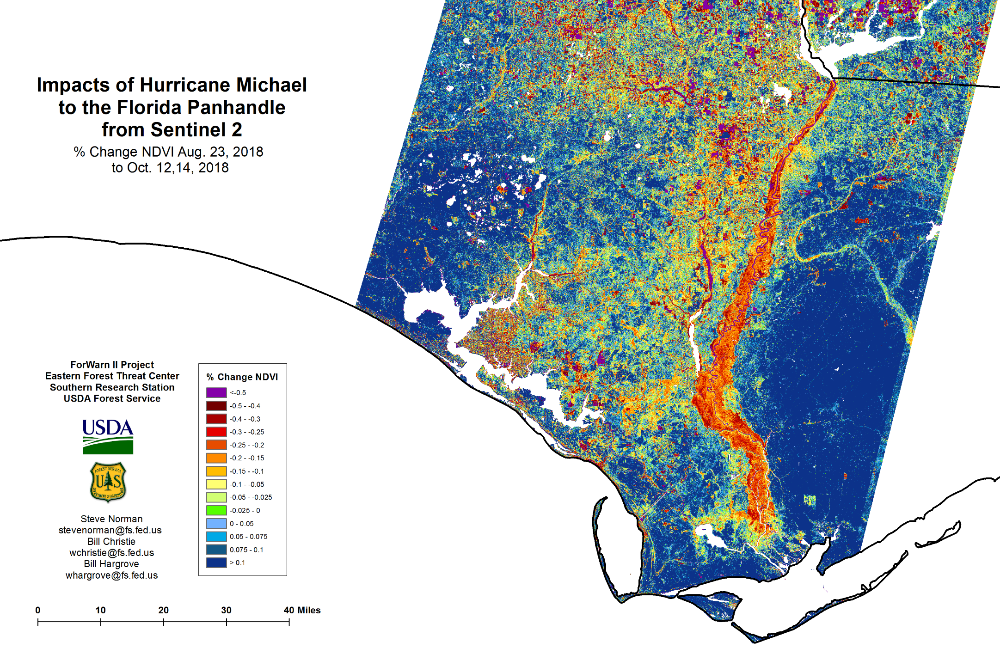 Impacts of Hurricane Michael
to the Florida Panhandle
from Sentinel 2
% Change NDVI Aug. 23, 2018
to Oct. 12,14, 2018
ForWarn II Project
Eastern Forest Threat Center
Southern Research Station
USDA Forest Service
USDA
FOREST SERVICE
U S
DEPARTMENT OF AGRICULTURE
Steve Norman
stevenorman@fs.fed.us
Bill Christie
wchristie@fs.fed.us
Bill Hargrove
whargrove@fs.fed.us
% Change NDVI
<-0.5
-0.5 - -0.4
-0.4 - -0.3
-0.3 - -0.25
-0.25 - -0.2
-0.2 - -0.15
-0.15 - -0.1
-0.1 - -0.05
-0.05 - -0.025
-0.025 - 0
0 - 0.05
0.05 - 0.075
0.075 - 0.1
> 0.1
0 10 20 30 40 Miles